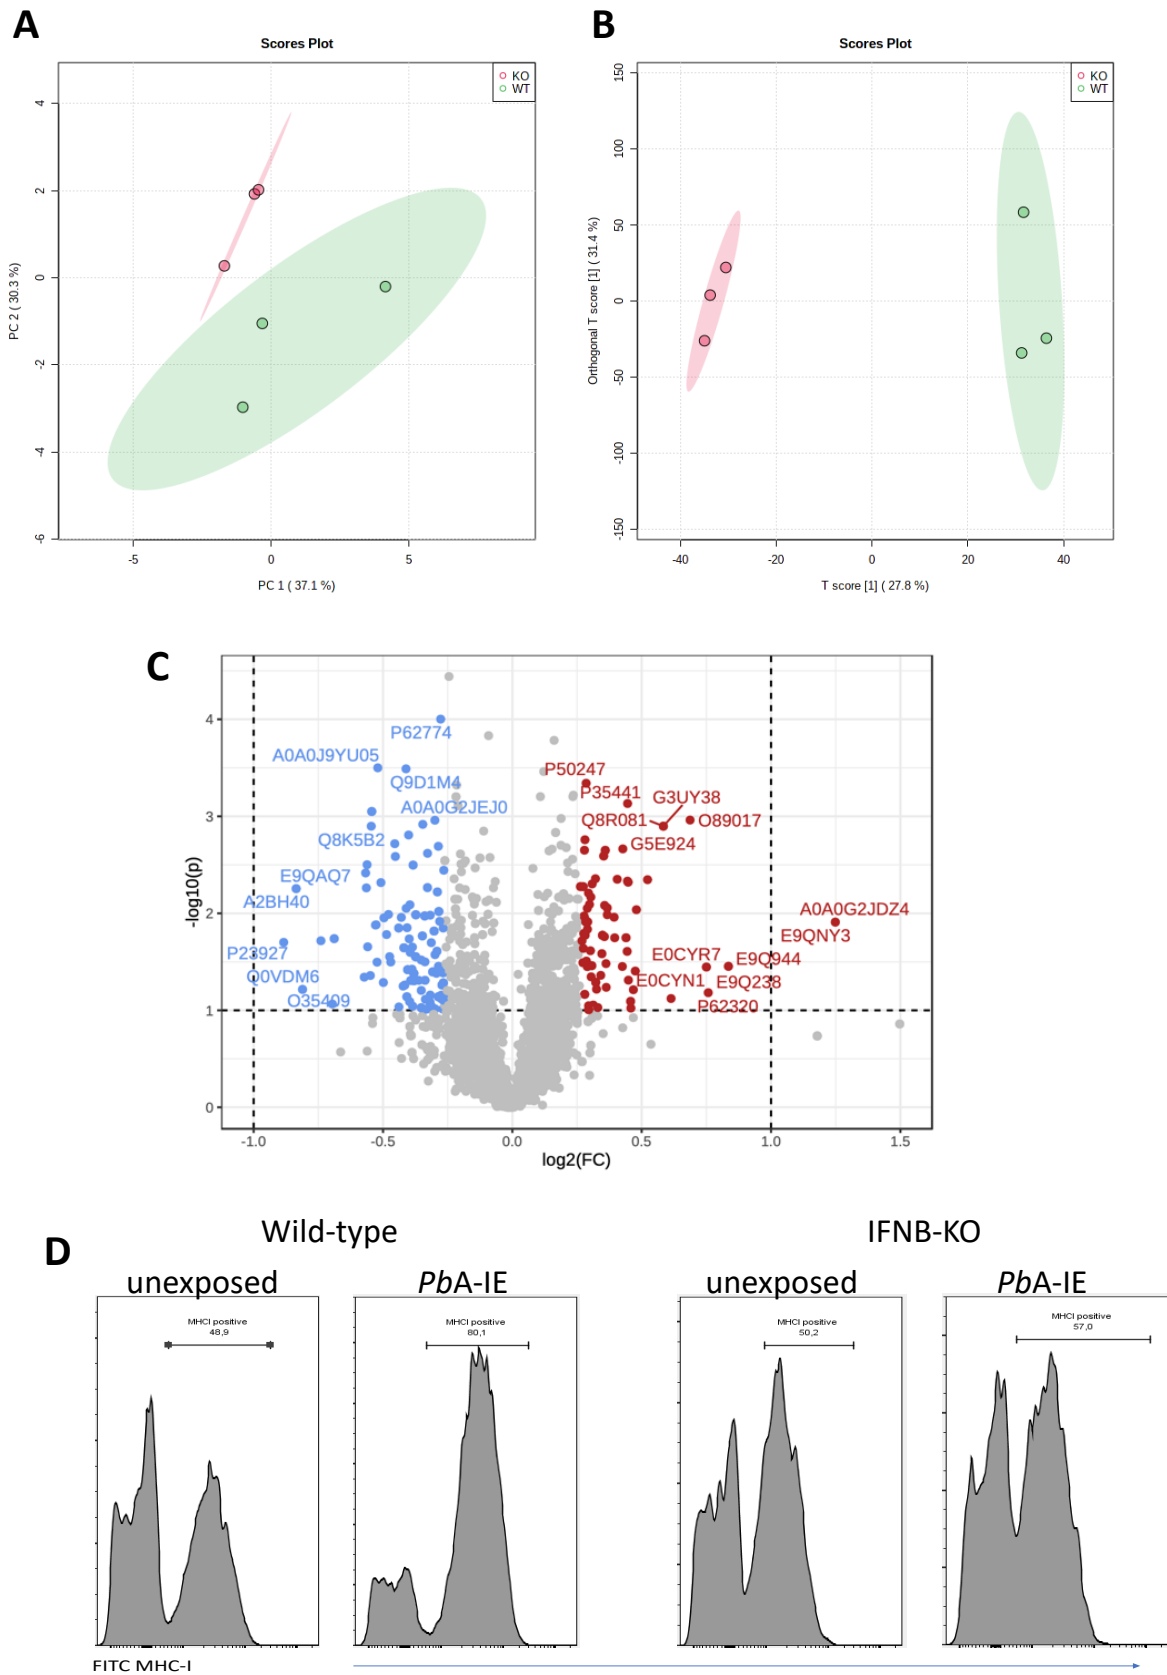 A
B
Scores Plot
Scores Plot
KO
WT
KO
WT
4
2
0
-2
-4
-6
PC 2 ( 30.3 %)
-5
0
5
PC 1 ( 37.1 %)
150
100
50
0
-50
-100
-150
Orthogonal T score [1] ( 31.4 %)
-40
-20
0
20
40
T score [1] ( 27.8 %)
C
4
3
2
1
0
-log10(p)
P62774
A0A0J9YU05
Q9D1M4
A0A0G2JEJ0
Q8K5B2
E9QAQ7
A2BH40
P23927
Q0VDM6
O35409
P50247
P35441
G3UY38
Q8R081
O89017
G5E924
A0A0G2JDZ4
E9QNY3
E0CYR7
E9Q944
E0CYN1
E9Q238
P62320
-1.0
-0.5
0.0
0.5
1.0
1.5
log2(FC)
D
Wild-type
IFNB-KO
unexposed
PbA-IE
unexposed
PbA-IE
MHCI positive
48,9
MHCI positive
80,1
MHCI positive
50,2
MHCI positive
57,0
FITC MHC-I